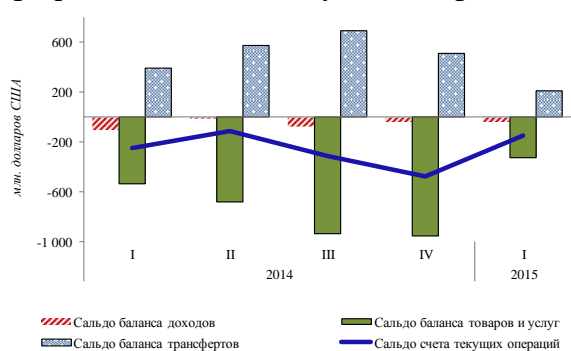 млн. долларов США
600
200
-200
-600
-1 000
I II III IV I
2014 2015
Сальдо баланса доходов Сальдо баланса товаров и услуг
Сальдо баланса трансфертов Сальдо счета текущих операций